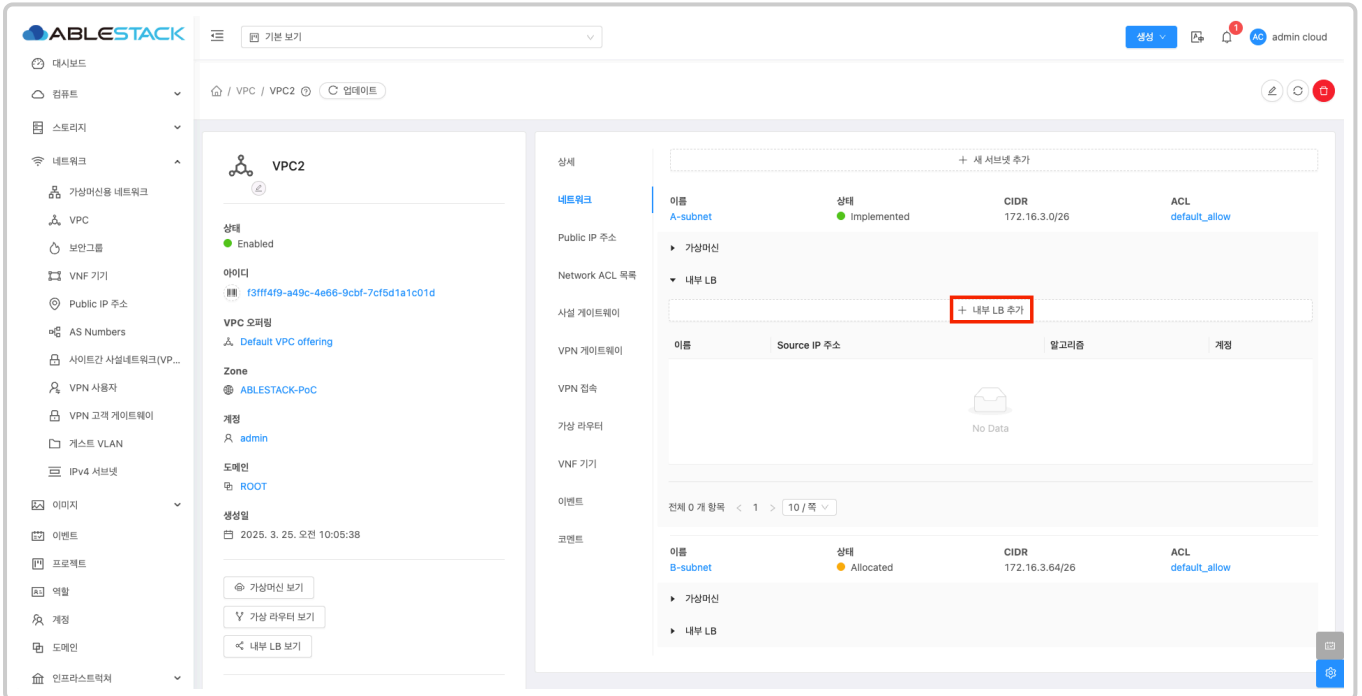 ABLESTACK
기본 보기
생성
1
AC
admin cloud
대시보드
컴퓨트
스토리지
네트워크
가상머신용 네트워크
VPC
보안그룹
VNF 기기
Public IP 주소
AS Numbers
사이트간 사설네트워크(VP...
VPN 사용자
VPN 고객 게이트웨이
게스트 VLAN
IPv4 서브넷
이미지
이벤트
프로젝트
역할
계정
도메인
인프라스트럭쳐
/ VPC / VPC2
업데이트
VPC2
상태
Enabled
아이디
f3fff4f9-a49c-4e66-9cbf-7cf5d1a1c01d
VPC 오퍼링
Default VPC offering
Zone
ABLESTACK-PoC
계정
admin
도메인
ROOT
생성일
2025. 3. 25. 오전 10:05:38
가상머신 보기
가상 라우터 보기
내부 LB 보기
상세
네트워크
Public IP 주소
Network ACL 목록
사설 게이트웨이
VPN 게이트웨이
VPN 접속
가상 라우터
VNF 기기
이벤트
코멘트
+ 새 서브넷 추가
이름 상태 CIDR ACL
A-subnet Implemented 172.16.3.0/26 default_allow
가상머신
내부 LB
+ 내부 LB 추가
이름 Source IP 주소 알고리즘 계정
No Data
전체 0 개 항목 < 1 > 10 / 쪽
이름 상태 CIDR ACL
B-subnet Allocated 172.16.3.64/26 default_allow
가상머신
내부 LB